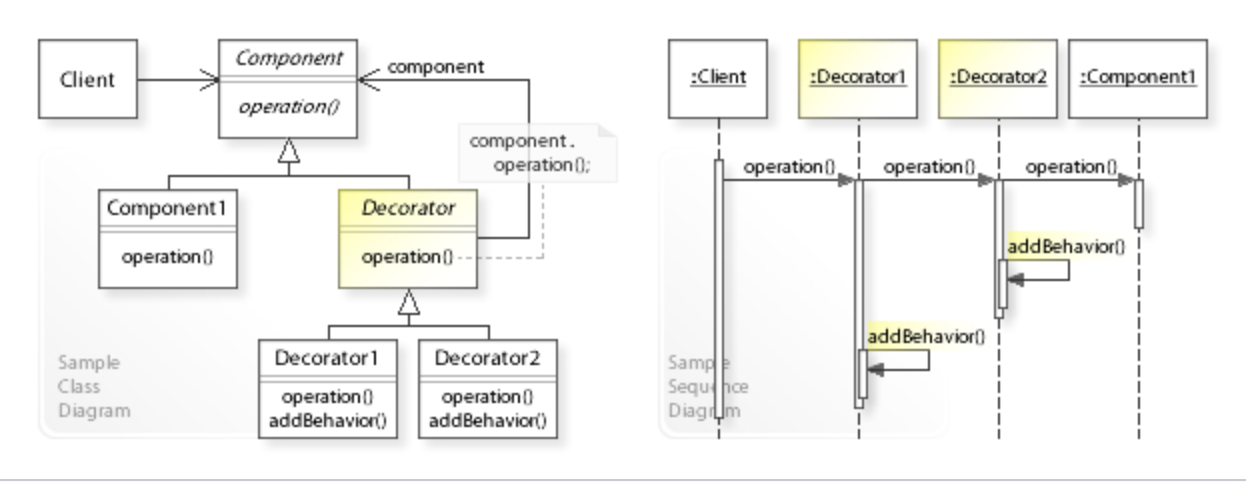 Client
Component
operation()
component
component.
operation();
Component1
operation()
Decorator
operation()
Decorator1
operation()
addBehavior()
Decorator2
operation()
addBehavior()
Sample
Class
Diagram
:Client
:Decorator1
:Decorator2
:Component1
operation()
operation()
operation()
addBehavior()
addBehavior()
Sample
Sequence
Diagram